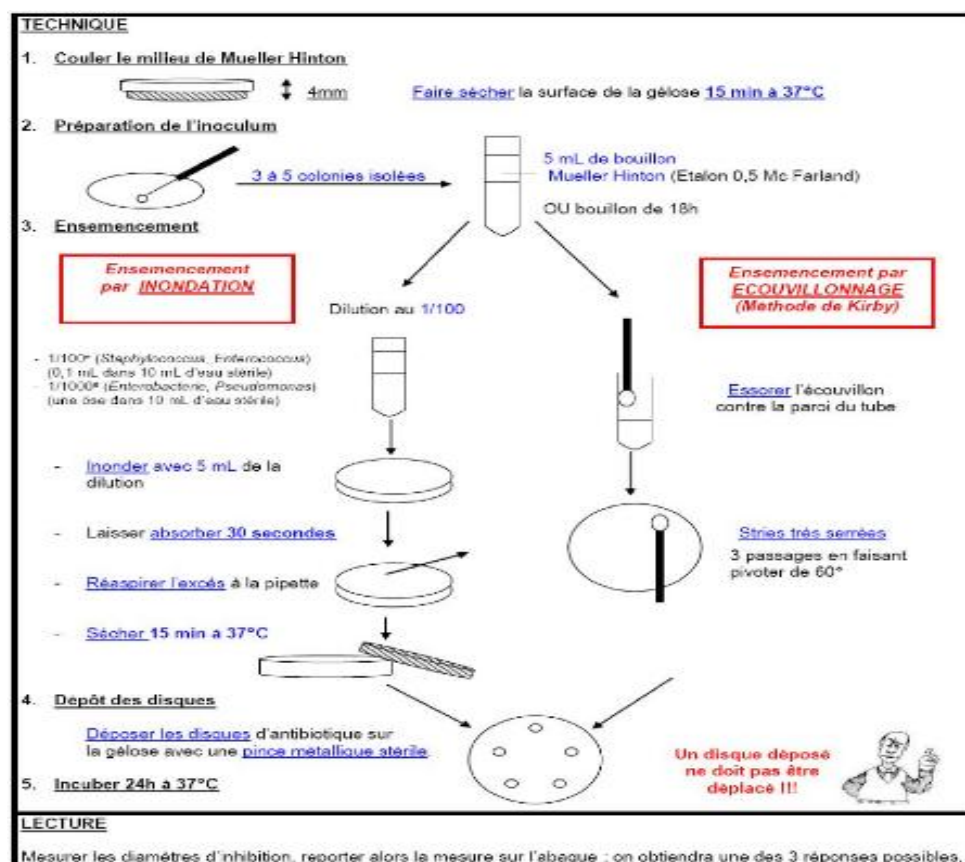 TECHNIQUE
1. Couler le milieu de Mueller Hinton
4mm
Faire sécher la surface de la gélose 15 min à 37°C
2. Préparation de l'inoculum
3 à 5 colonies isolées
5 mL de bouillon
Mueller Hinton (Etalon 0,5 Mc Farland)
OU bouillon de 18h
3. Ensemencement
Ensemencement
par INONDATION
Dilution au 1/100
- 1/100e (Staphylococcus, Enterococcus)
(0,1 mL dans 10 mL d'eau stérile)
- 1/1000e (Enterobacterie, Pseudomonas)
(une öse dans 10 mL d'eau stérile)
- Inonder avec 5 mL de la
dilution
- Laisser absorber 30 secondes
- Réaspirer l'excés à la pipette
- Sécher 15 min à 37°C
Ensemencement par
ECOUVILLONNAGE
(Méthode de Kirby)
Essorer l'écouvillon
contre la paroi du tube
Stries trés serrées
3 passages en faisant
pivoter de 60°
4. Dépôt des disques
Déposer les disques d'antibiotique sur
la gélose avec une pince métallique stérile.
Un disque déposé
ne doit pas être
déplacé !!!
5. Incuber 24h à 37°C
LECTURE
Mesurer les diamètres d'inhibition, reporter alors la mesure sur l'abaque : on obtiendra une des 3 réponses possibles